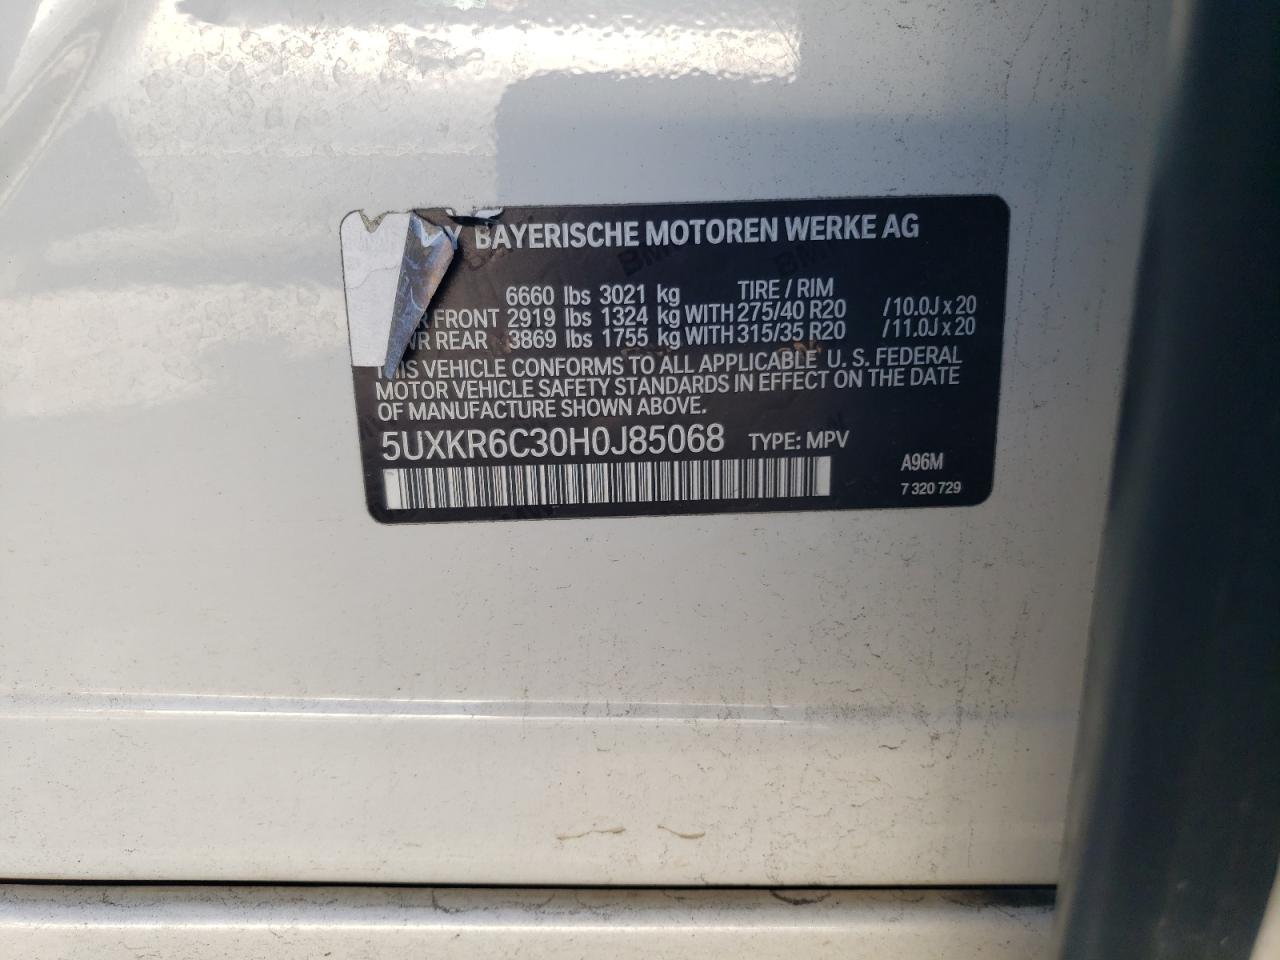 BAYERISCHE MOTOREN WERKE AG
6660 lbs 3021 kg TIRE / RIM
FRONT 2919 lbs 1324 kg WITH 275/40 R20 /10.0J x 20
REAR 3869 lbs 1755 kg WITH 315/35 R20 /11.0J x 20
VEHICLE CONFORMS TO ALL APPLICABLE U. S. FEDERAL
MOTOR VEHICLE SAFETY STANDARDS IN EFFECT ON THE DATE
OF MANUFACTURE SHOWN ABOVE.
5UXKR6C30H0J85068 TYPE: MPV
A96M
7 320 729